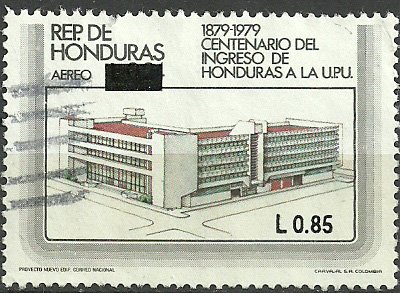 REP. DE
HONDURAS
AEREO
1879-1979
CENTENARIO DEL
INGRESO DE
HONDURAS A LA U.P.U.
L 0.85
PROYECTO NUEVO EDIF. CORREO NACIONAL
CARVAJAL S.A. COLOMBIA